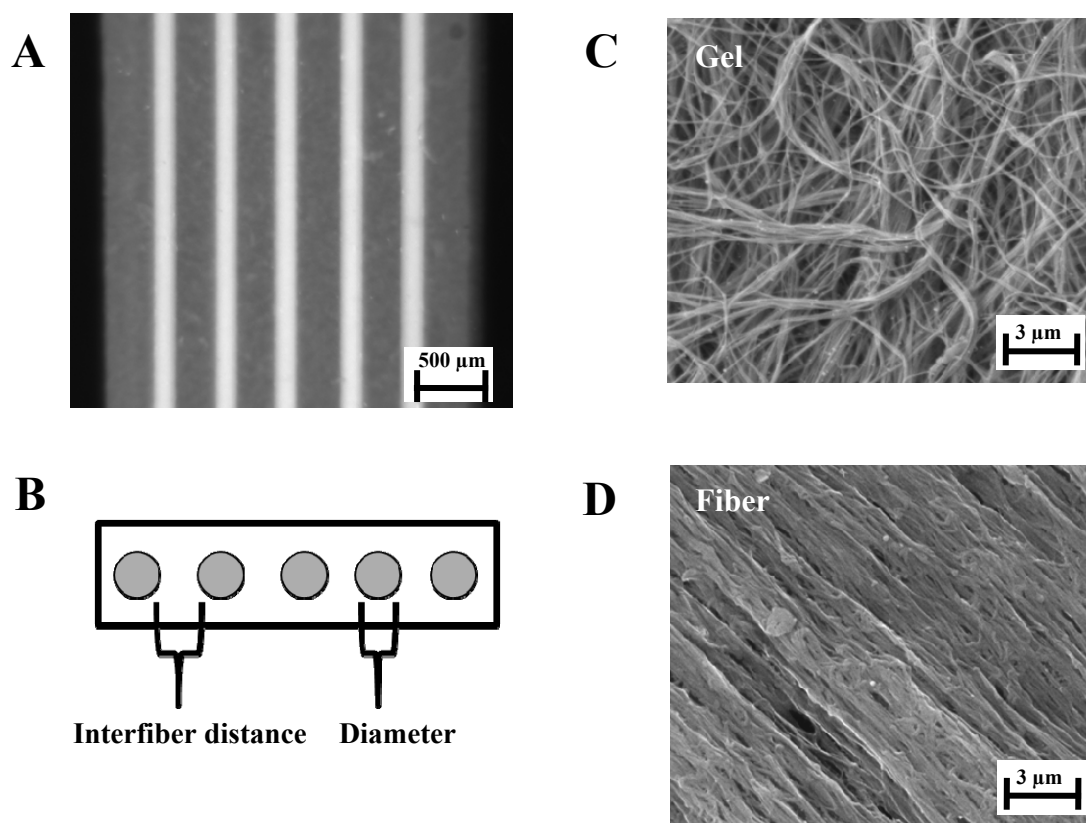 A
500 µm
B
Interfiber distance
Diameter
C
Gel
3 µm
D
Fiber
3 µm